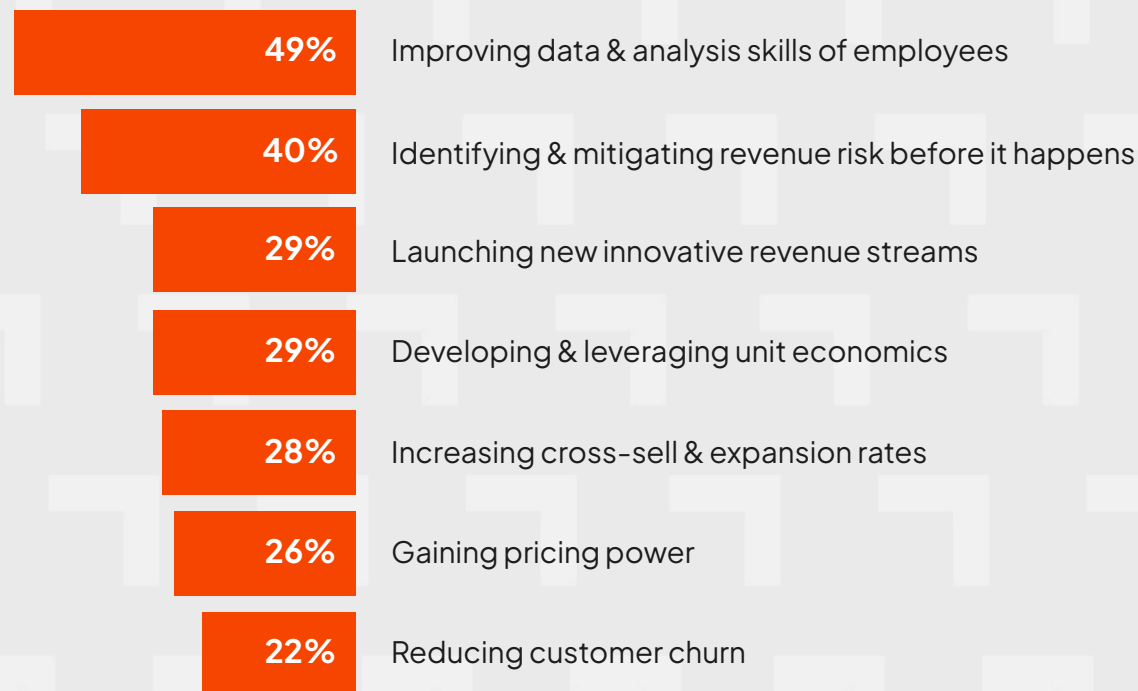 49% Improving data & analysis skills of employees
40% Identifying & mitigating revenue risk before it happens
29% Launching new innovative revenue streams
29% Developing & leveraging unit economics
28% Increasing cross-sell & expansion rates
26% Gaining pricing power
22% Reducing customer churn